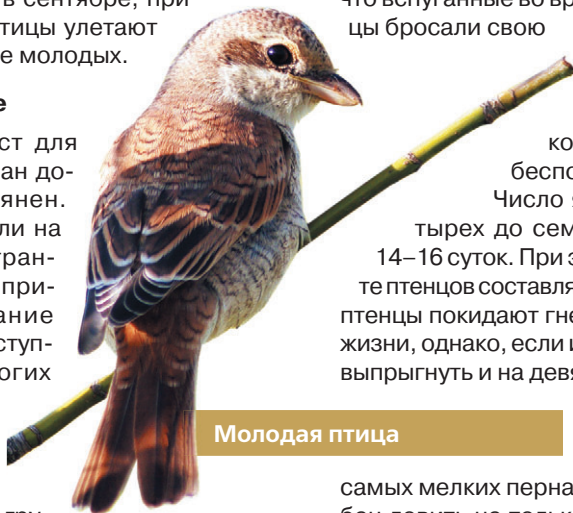 в сентябре, при
тицы улетают
е молодых.
е
ст для
ан до-
янен.
ли на
ран-
при-
ание
ступ-
огих
что вспуганные во вр
цы бросали свою
ко
беспо
Число я
тырех до сем
14–16 суток. При э
те птенцов составля
птенцы покидают гне
жизни, однако, если и
выпрыгнуть и на девя
Молодая птица
самых мелких перна